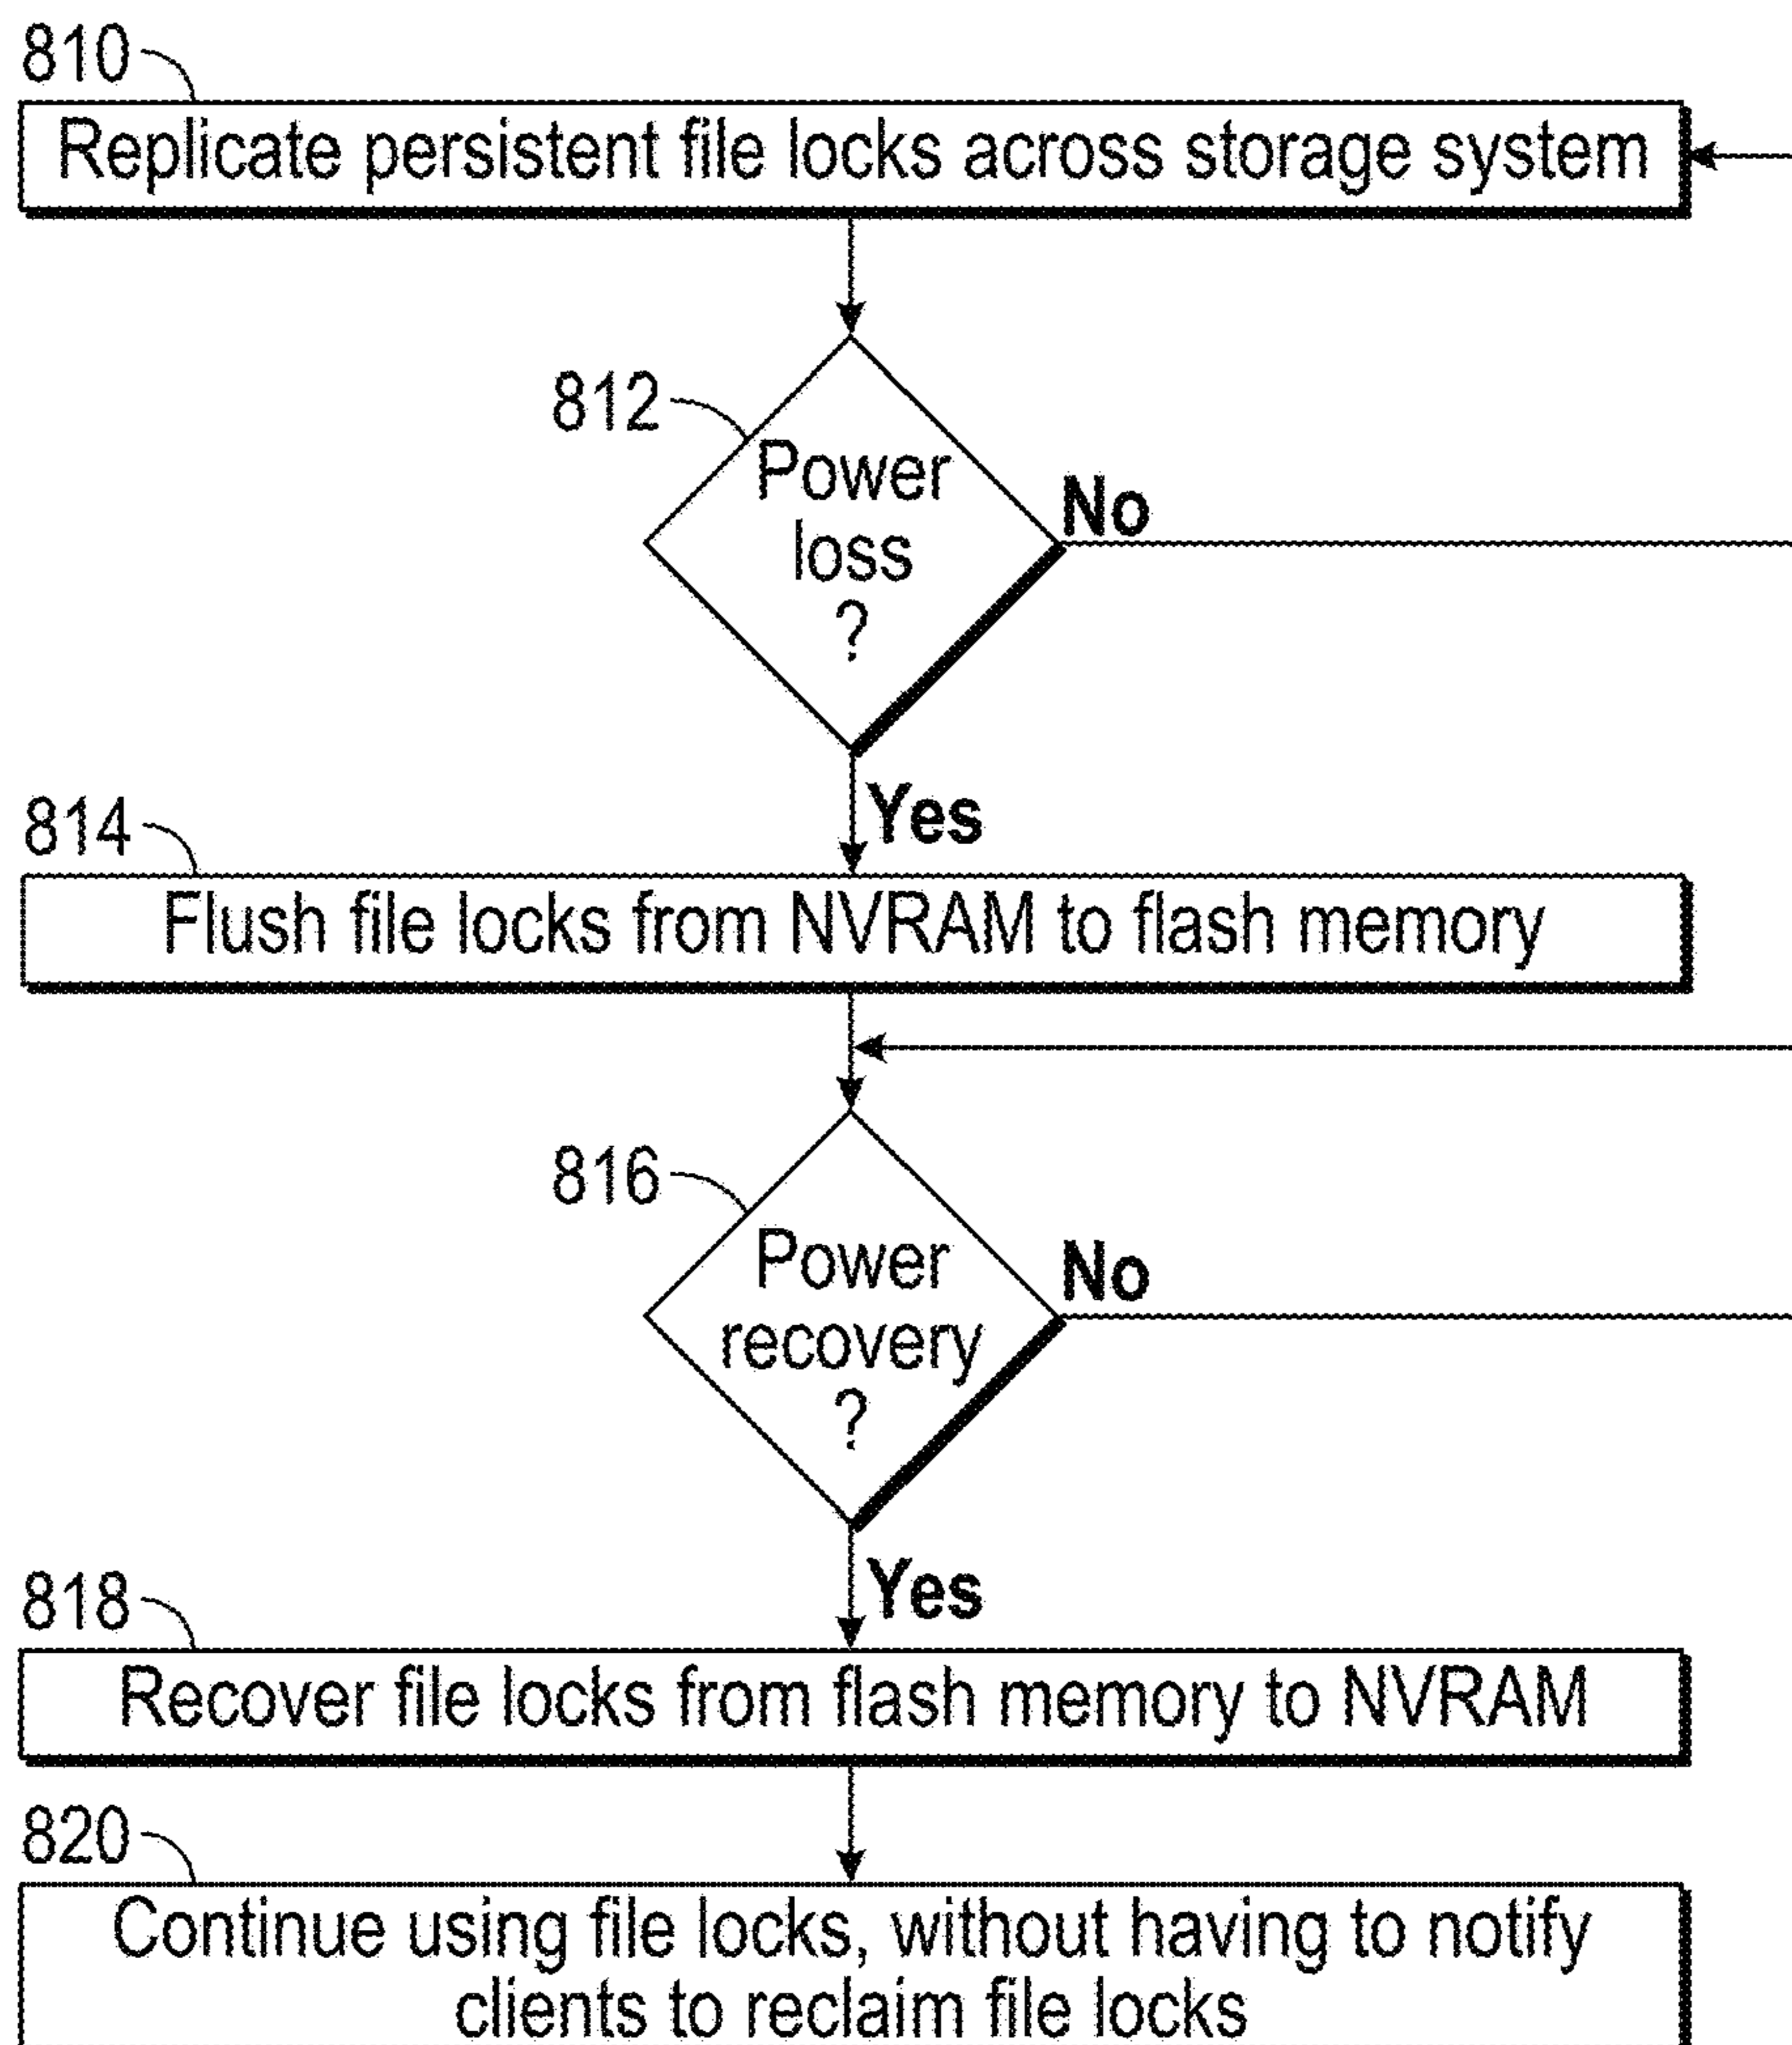 810
Replicate persistent file locks across storage system
812
Power
loss
?
No
Yes
814
Flush file locks from NVRAM to flash memory
816
Power
recovery
?
No
Yes
818
Recover file locks from flash memory to NVRAM
820
Continue using file locks, without having to notify
clients to reclaim file locks